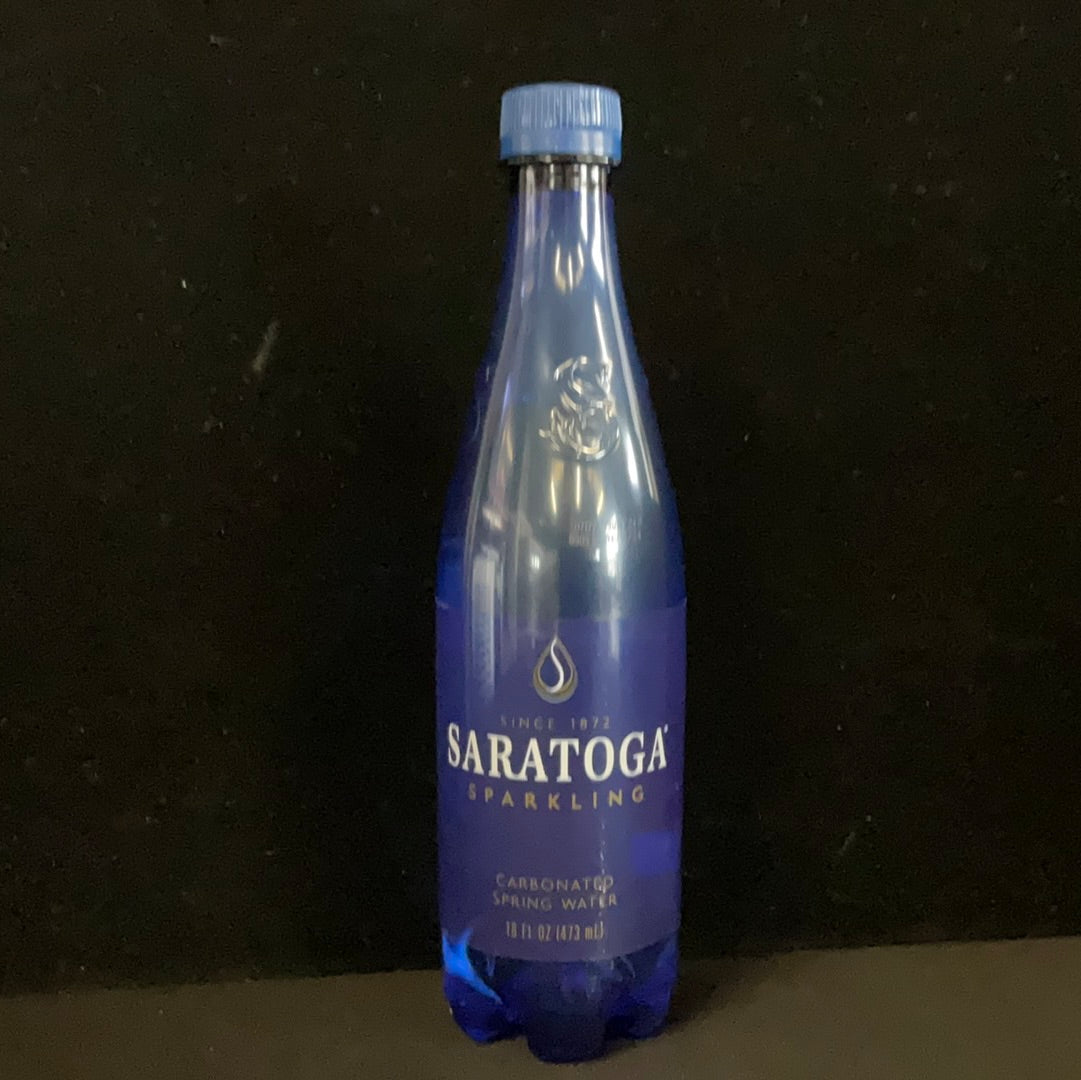 SINCE 1872
SARATOGA®
SPARKLING
CARBONATED
SPRING WATER
16 fl oz (473 mL)